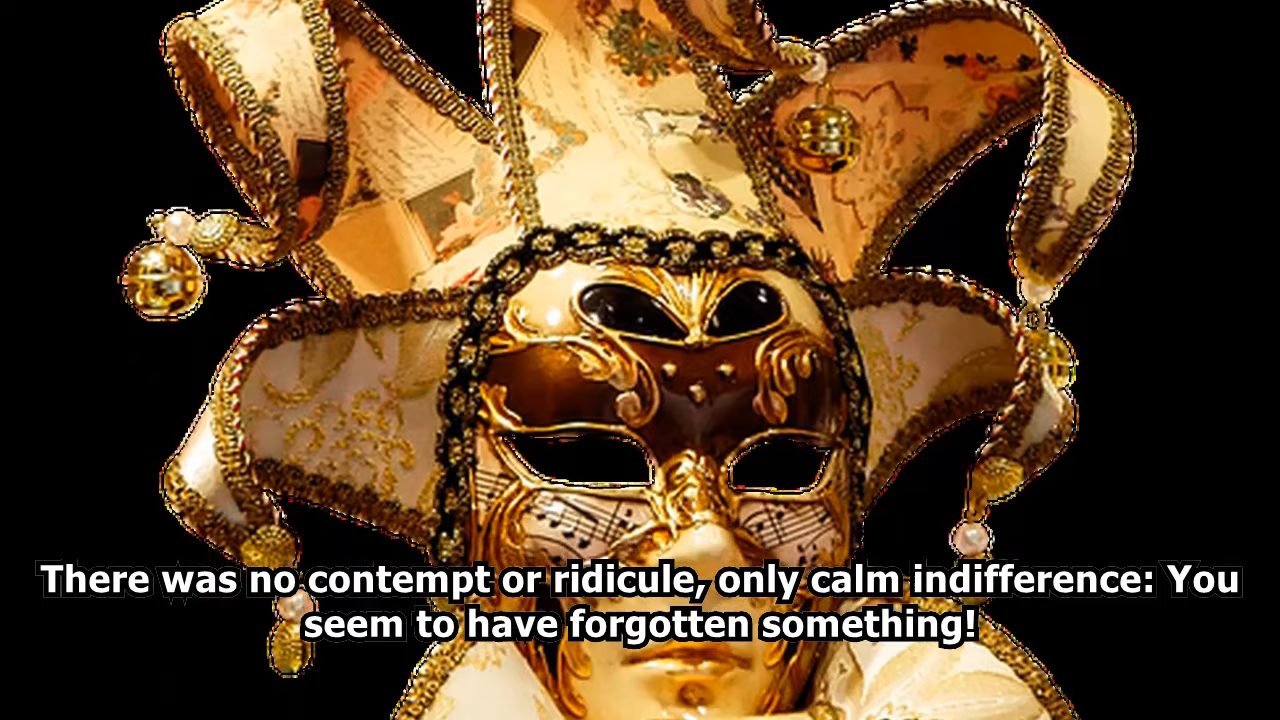 There was no contempt or ridicule, only calm indifference: You
seem to have forgotten something!